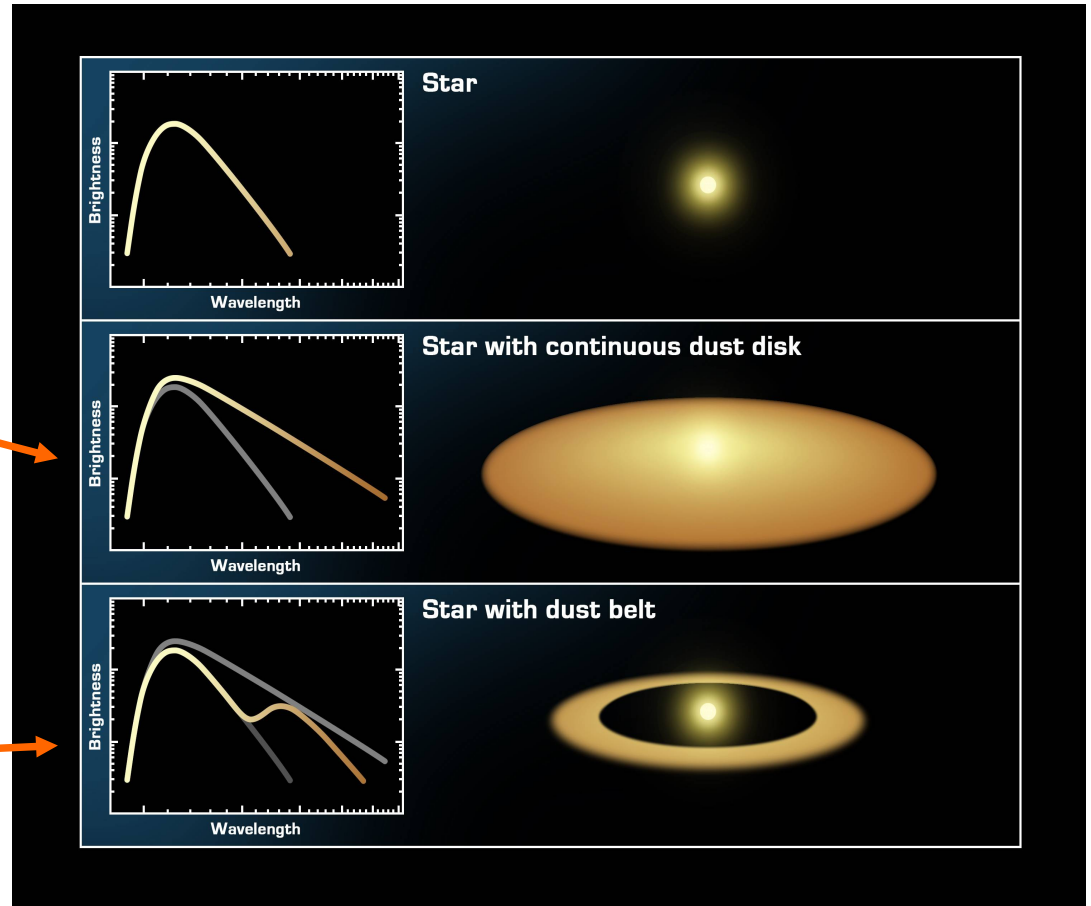 Star
Brightness
Wavelength
Star with continuous dust disk
Brightness
Wavelength
Star with dust belt
Brightness
Wavelength